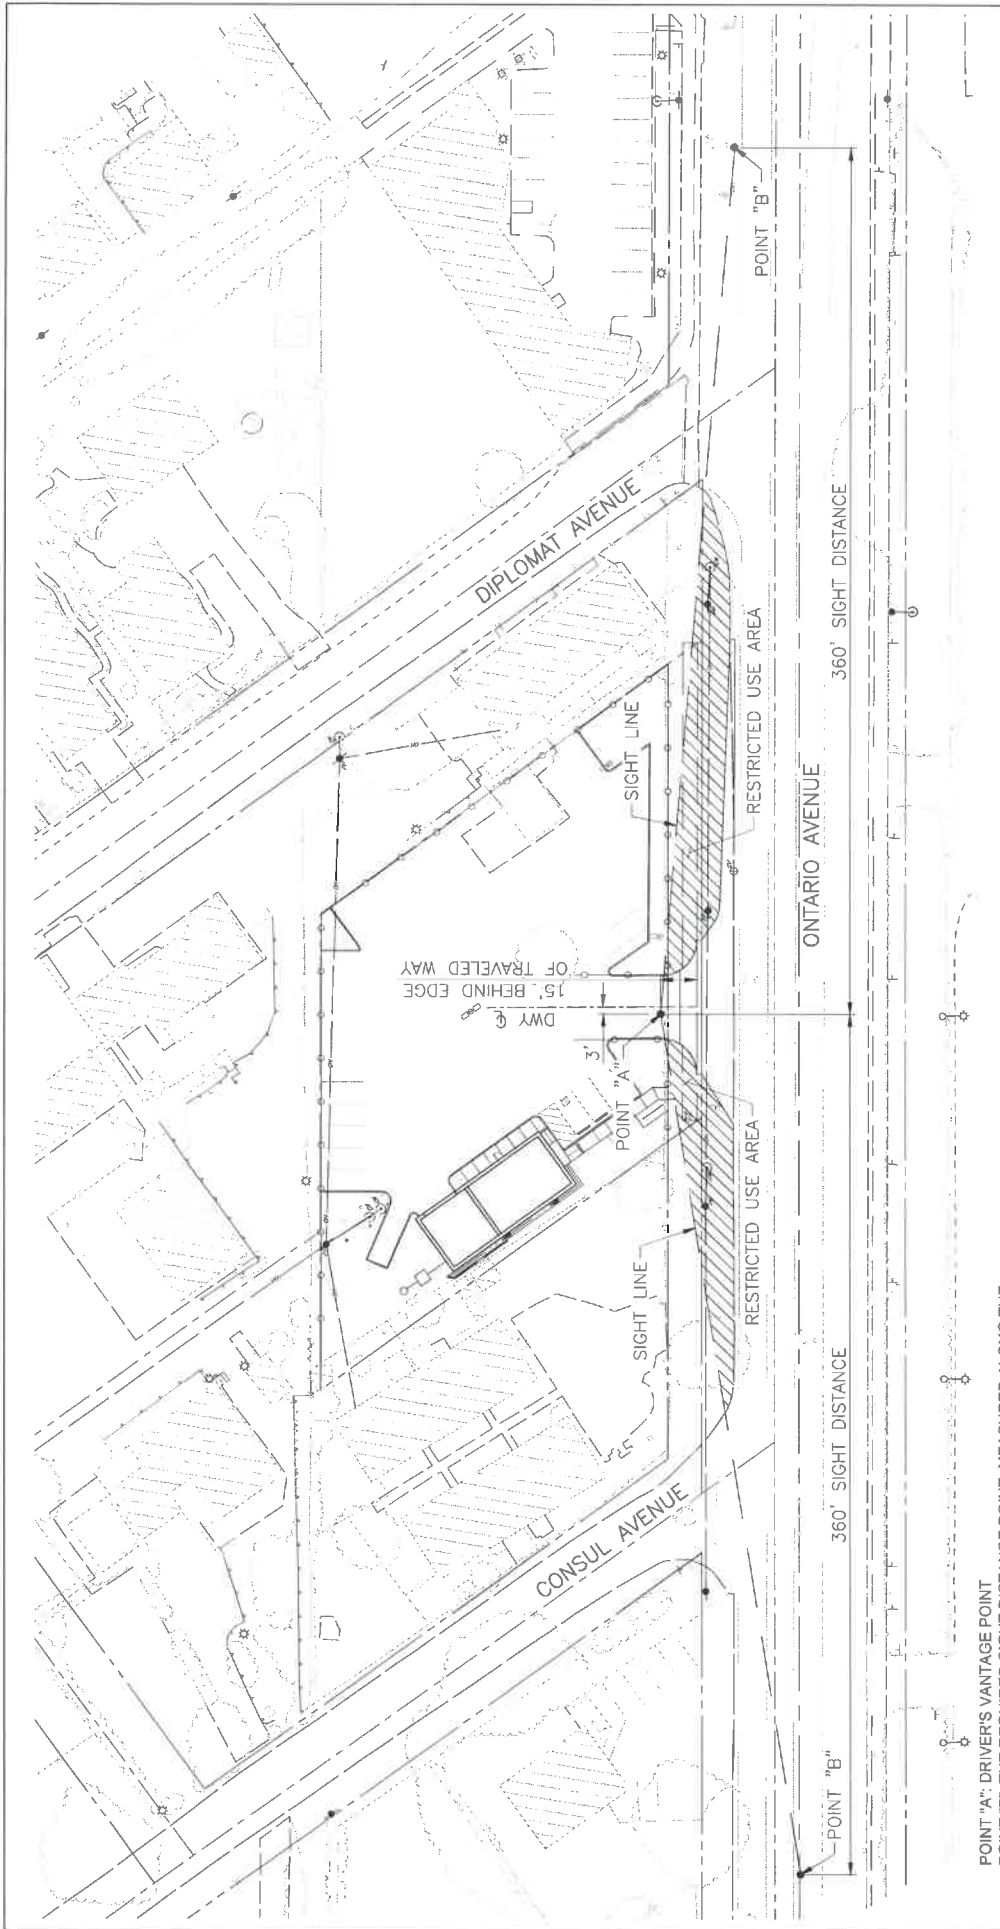 DIPLOMAT AVENUE
POINT "B"
360' SIGHT DISTANCE
RESTRICTED USE AREA
SIGHT LINE
ONTARIO AVENUE
15' BEHIND EDGE
OF TRAVELED WAY
DWY ℄
3'
POINT "A"
SIGHT LINE
RESTRICTED USE AREA
360' SIGHT DISTANCE
CONSUL AVENUE
POINT "B"
POINT "A": DRIVER'S VANTAGE POINT